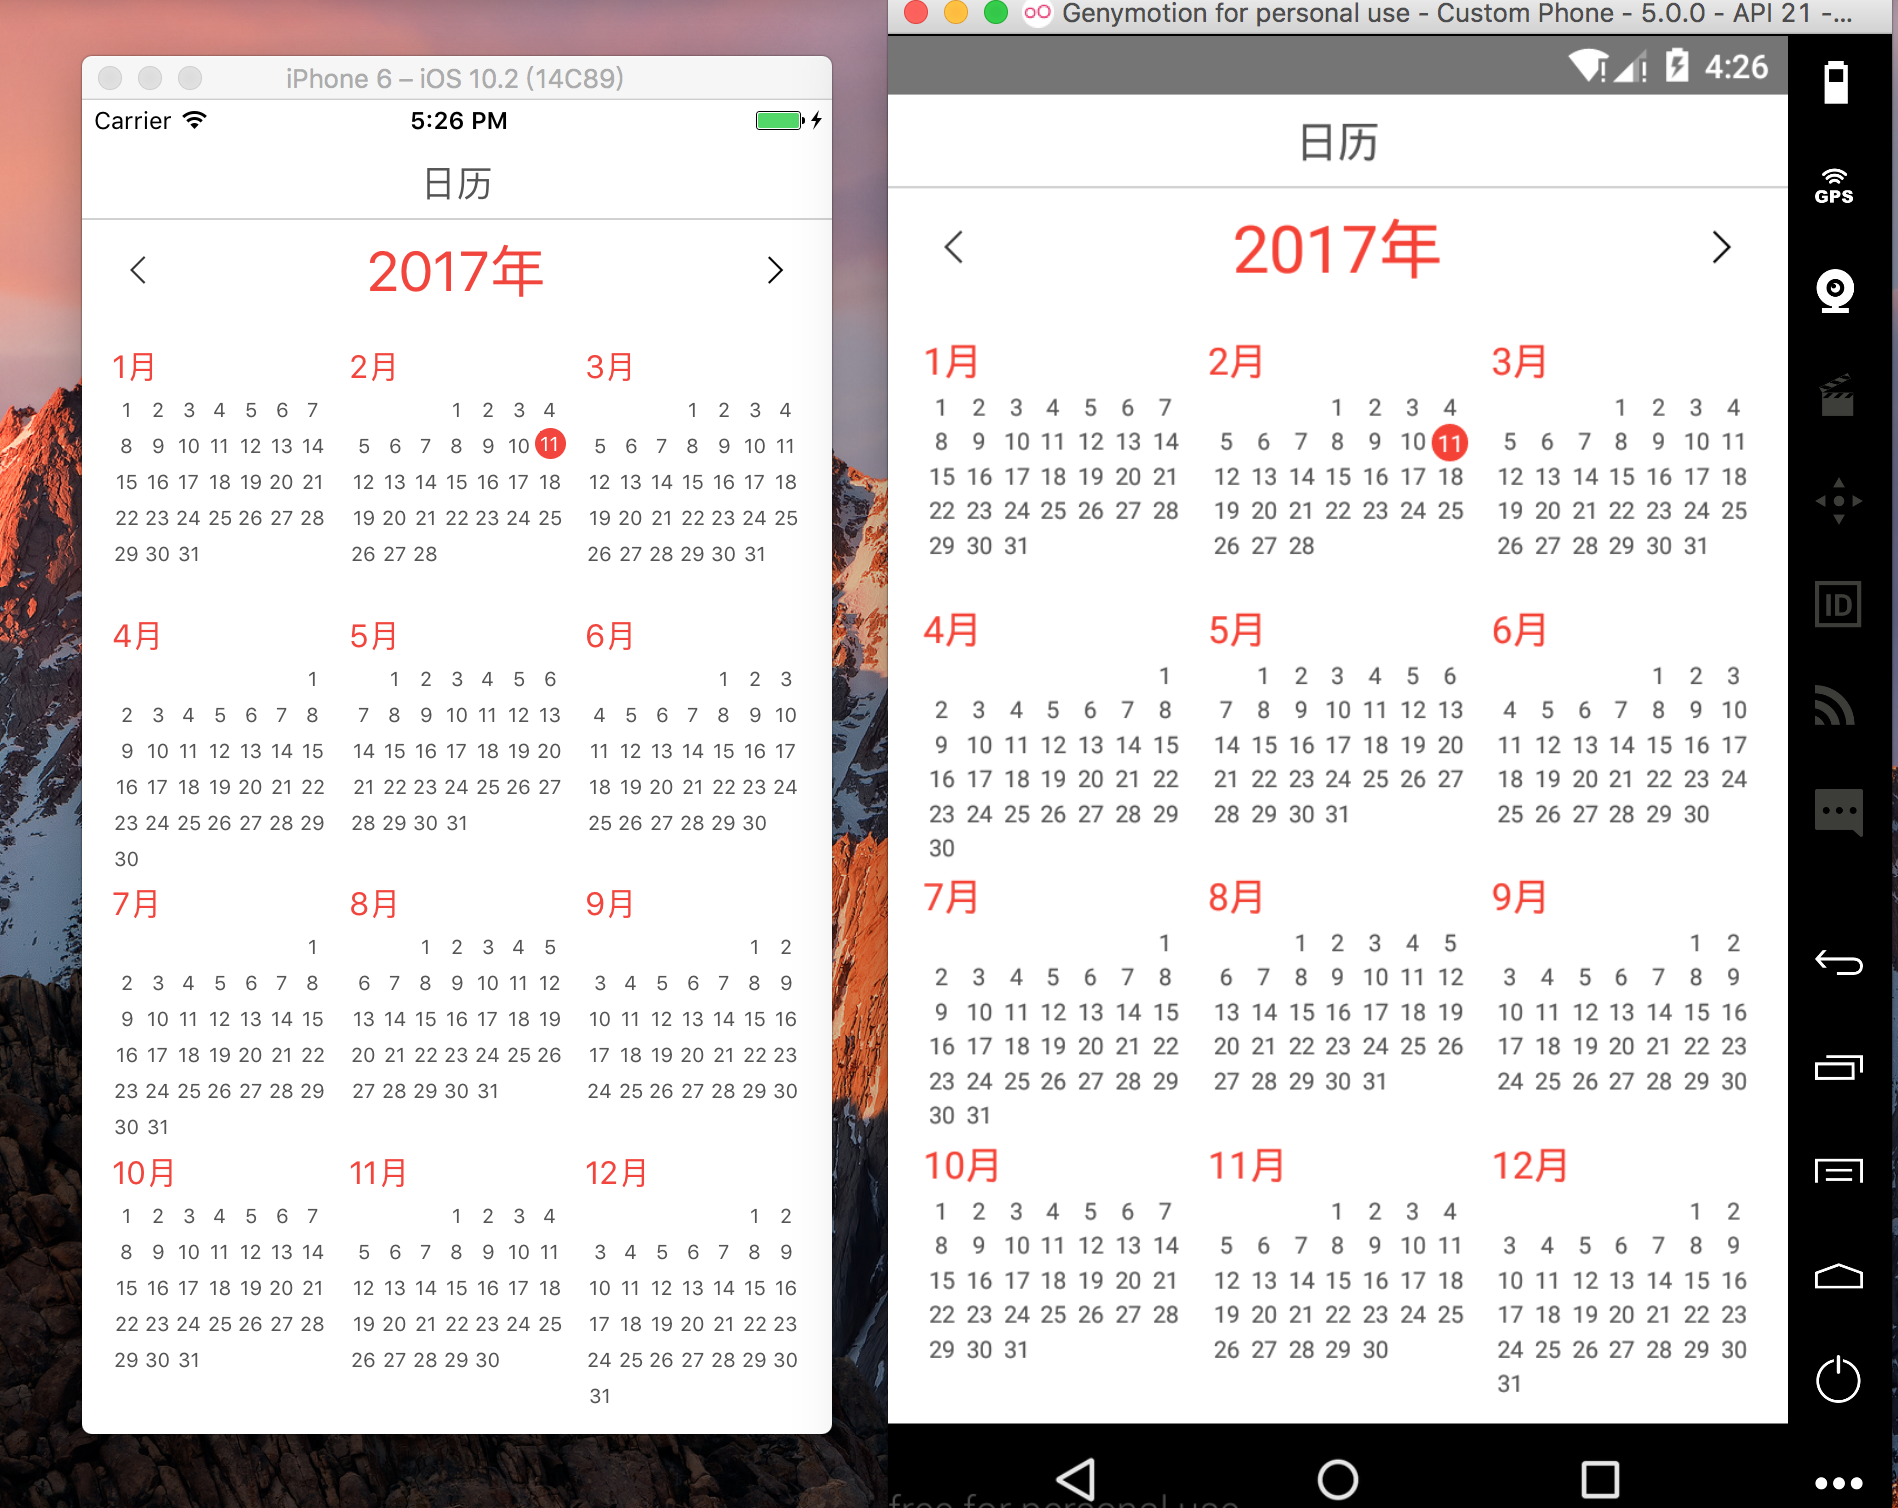 iPhone 6 – iOS 10.2 (14C89)
Carrier
5:26 PM
日历
2017年
1月 2月 3月
1 2 3 4 5 6 7 1 2 3 4 1 2 3 4
8 9 10 11 12 13 14 5 6 7 8 9 10 11 5 6 7 8 9 10 11
15 16 17 18 19 20 21 12 13 14 15 16 17 18 12 13 14 15 16 17 18
22 23 24 25 26 27 28 19 20 21 22 23 24 25 19 20 21 22 23 24 25
29 30 31 26 27 28 26 27 28 29 30 31
4月 5月 6月
1 1 2 3 4 5 6 1 2 3
2 3 4 5 6 7 8 7 8 9 10 11 12 13 4 5 6 7 8 9 10
9 10 11 12 13 14 15 14 15 16 17 18 19 20 11 12 13 14 15 16 17
16 17 18 19 20 21 22 21 22 23 24 25 26 27 18 19 20 21 22 23 24
23 24 25 26 27 28 29 28 29 30 31 25 26 27 28 29 30
30
7月 8月 9月
1 1 2 3 4 5 1 2
2 3 4 5 6 7 8 6 7 8 9 10 11 12 3 4 5 6 7 8 9
9 10 11 12 13 14 15 13 14 15 16 17 18 19 10 11 12 13 14 15 16
16 17 18 19 20 21 22 20 21 22 23 24 25 26 17 18 19 20 21 22 23
23 24 25 26 27 28 29 27 28 29 30 31 24 25 26 27 28 29 30
30 31
10月 11月 12月
1 2 3 4 5 6 7 1 2 3 4 1 2
8 9 10 11 12 13 14 5 6 7 8 9 10 11 3 4 5 6 7 8 9
15 16 17 18 19 20 21 12 13 14 15 16 17 18 10 11 12 13 14 15 16
22 23 24 25 26 27 28 19 20 21 22 23 24 25 17 18 19 20 21 22 23
29 30 31 26 27 28 29 30 24 25 26 27 28 29 30
31
Genymotion for personal use - Custom Phone - 5.0.0 - API 21 -...
4:26
日历
2017年
1月 2月 3月
1 2 3 4 5 6 7 1 2 3 4 1 2 3 4
8 9 10 11 12 13 14 5 6 7 8 9 10 11 5 6 7 8 9 10 11
15 16 17 18 19 20 21 12 13 14 15 16 17 18 12 13 14 15 16 17 18
22 23 24 25 26 27 28 19 20 21 22 23 24 25 19 20 21 22 23 24 25
29 30 31 26 27 28 26 27 28 29 30 31
4月 5月 6月
1 1 2 3 4 5 6 1 2 3
2 3 4 5 6 7 8 7 8 9 10 11 12 13 4 5 6 7 8 9 10
9 10 11 12 13 14 15 14 15 16 17 18 19 20 11 12 13 14 15 16 17
16 17 18 19 20 21 22 21 22 23 24 25 26 27 18 19 20 21 22 23 24
23 24 25 26 27 28 29 28 29 30 31 25 26 27 28 29 30
30
7月 8月 9月
1 1 2 3 4 5 1 2
2 3 4 5 6 7 8 6 7 8 9 10 11 12 3 4 5 6 7 8 9
9 10 11 12 13 14 15 13 14 15 16 17 18 19 10 11 12 13 14 15 16
16 17 18 19 20 21 22 20 21 22 23 24 25 26 17 18 19 20 21 22 23
23 24 25 26 27 28 29 27 28 29 30 31 24 25 26 27 28 29 30
30 31
10月 11月 12月
1 2 3 4 5 6 7 1 2 3 4 1 2
8 9 10 11 12 13 14 5 6 7 8 9 10 11 3 4 5 6 7 8 9
15 16 17 18 19 20 21 12 13 14 15 16 17 18 10 11 12 13 14 15 16
22 23 24 25 26 27 28 19 20 21 22 23 24 25 17 18 19 20 21 22 23
29 30 31 26 27 28 29 30 24 25 26 27 28 29 30
31
free for personal use
GPS
ID